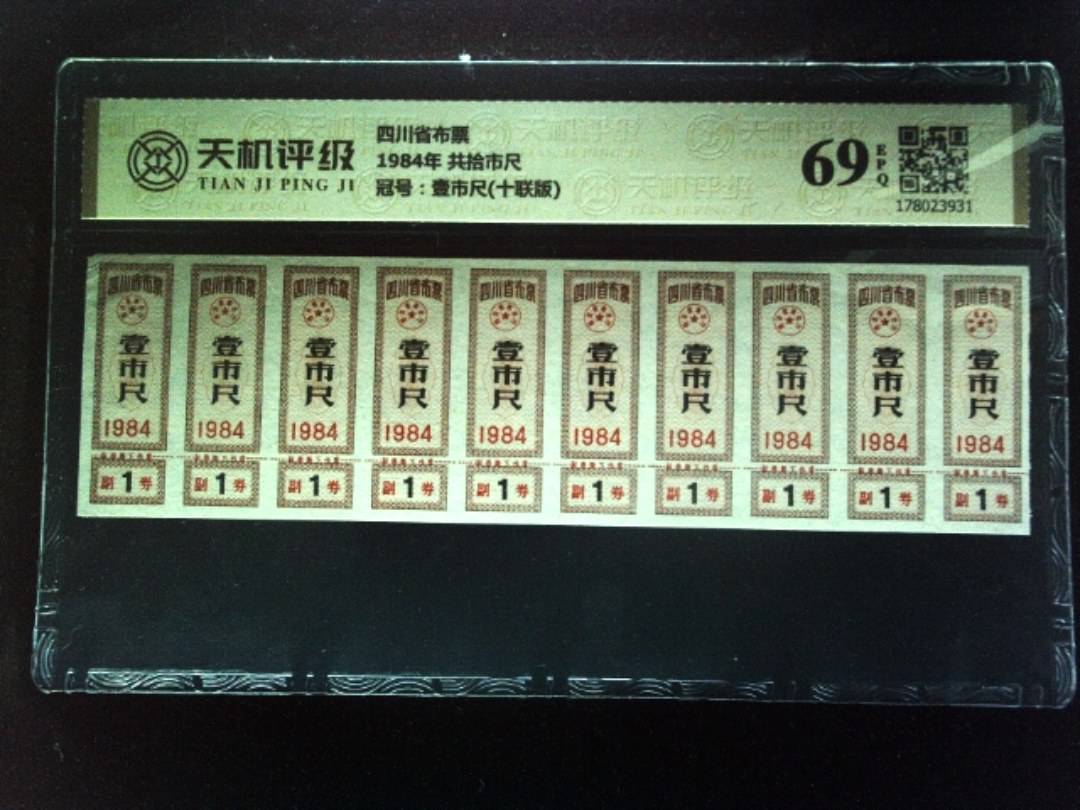 天机评级
TIAN JI PING JI
四川省布票
1984年 共拾市尺
冠号：壹市尺(十联版)
69
EPQ
178023931
四川省布票 四川省布票 四川省布票 四川省布票 四川省布票 四川省布票 四川省布票 四川省布票 四川省布票 四川省布票
壹市尺 壹市尺 壹市尺 壹市尺 壹市尺 壹市尺 壹市尺 壹市尺 壹市尺 壹市尺
1984 1984 1984 1984 1984 1984 1984 1984 1984 1984
副1券 副1券 副1券 副1券 副1券 副1券 副1券 副1券 副1券 副1券